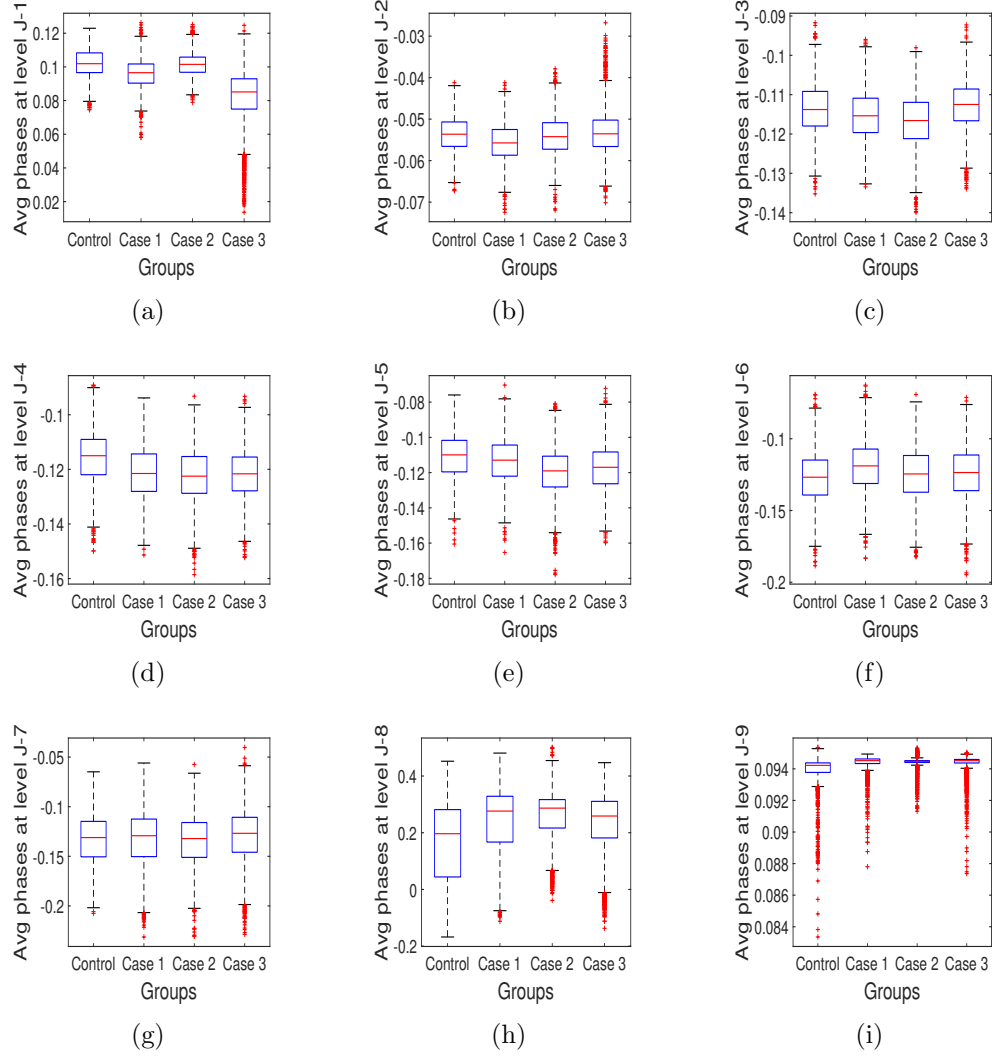 Avg phases at level J-1
0.12
0.1
0.08
0.06
0.04
0.02
Control Case 1 Case 2 Case 3
Groups
(a)
Avg phases at level J-2
-0.03
-0.04
-0.05
-0.06
-0.07
Control Case 1 Case 2 Case 3
Groups
(b)
Avg phases at level J-3
-0.09
-0.1
-0.11
-0.12
-0.13
-0.14
Control Case 1 Case 2 Case 3
Groups
(c)
Avg phases at level J-4
-0.1
-0.12
-0.14
-0.16
Control Case 1 Case 2 Case 3
Groups
(d)
Avg phases at level J-5
-0.08
-0.1
-0.12
-0.14
-0.16
-0.18
Control Case 1 Case 2 Case 3
Groups
(e)
Avg phases at level J-6
-0.1
-0.15
-0.2
Control Case 1 Case 2 Case 3
Groups
(f)
Avg phases at level J-7
-0.05
-0.1
-0.15
-0.2
Control Case 1 Case 2 Case 3
Groups
(g)
Avg phases at level J-8
0.4
0.2
0
-0.2
Control Case 1 Case 2 Case 3
Groups
(h)
Avg phases at level J-9
0.094
0.092
0.09
0.088
0.086
0.084
Control Case 1 Case 2 Case 3
Groups
(i)